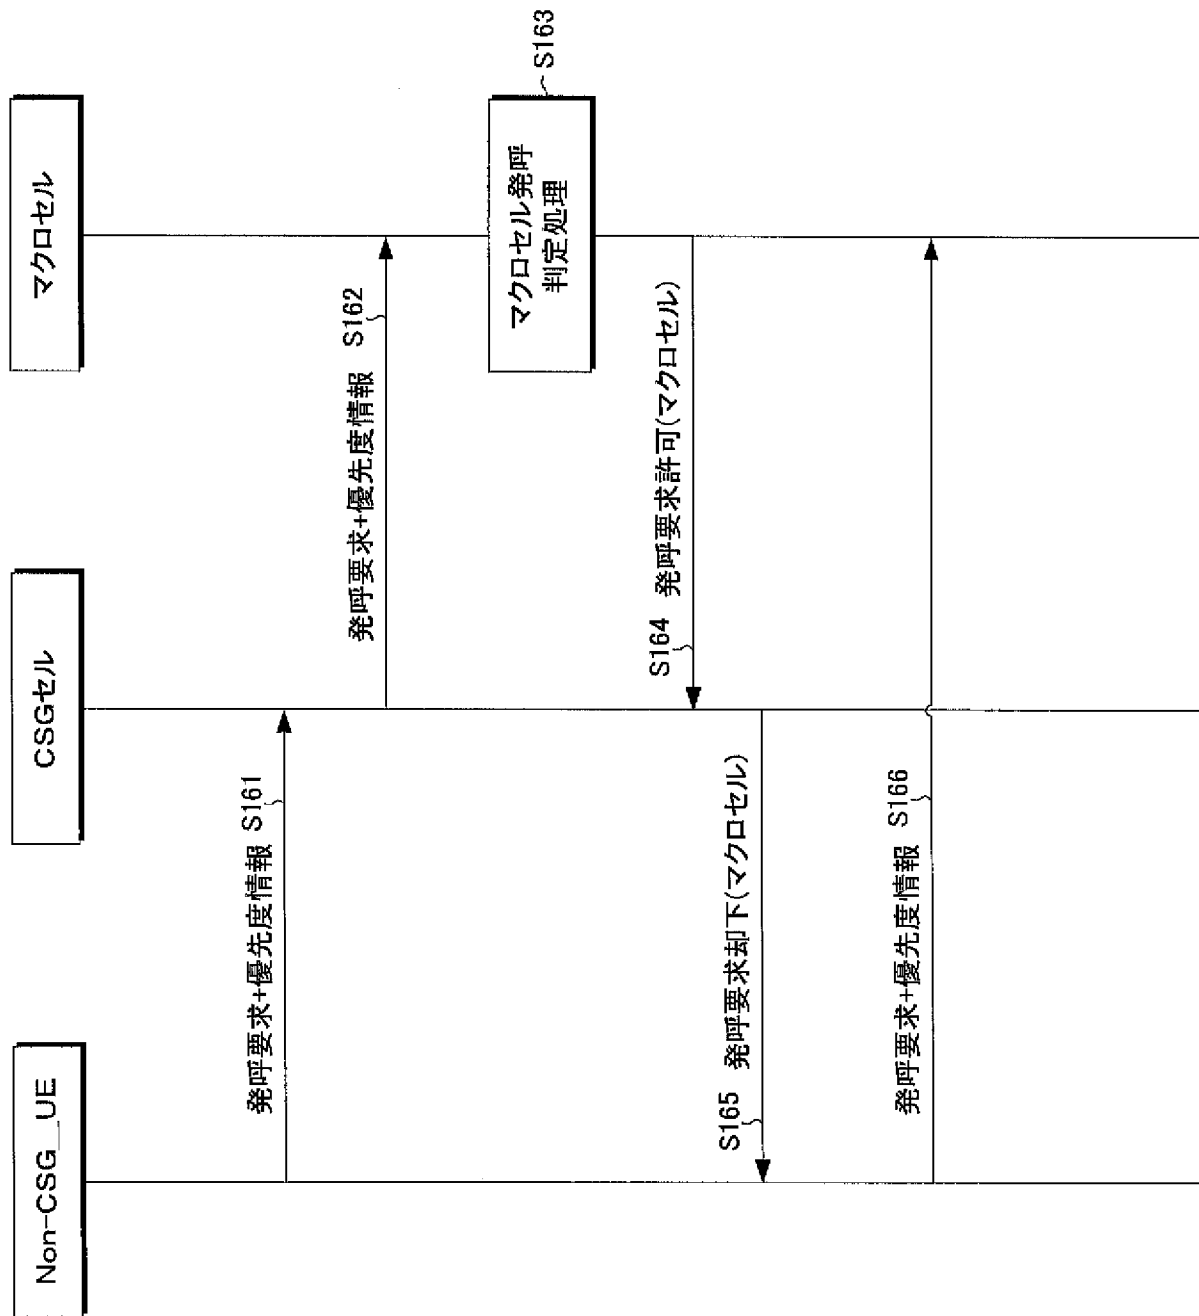 Non-CSG_UE
CSGセル
マクロセル
発呼要求+優先度情報 S161
発呼要求+優先度情報 S162
マクロセル発呼
判定処理
S163
S164 発呼要求許可(マクロセル)
S165 発呼要求却下(マクロセル)
発呼要求+優先度情報 S166